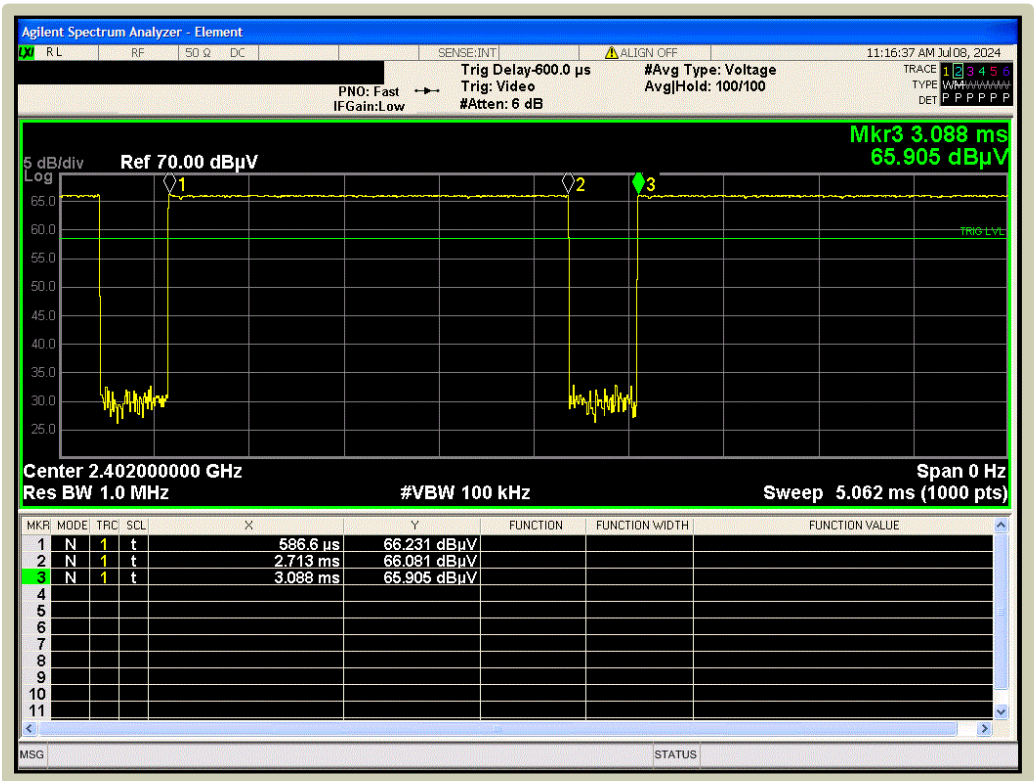 Agilent Spectrum Analyzer - Element
LXI RL RF 50 Ω DC SENSE:INT ALIGN OFF 11:16:37 AM Jul 08, 2024
PNO: Fast
IFGain:Low
Trig Delay-600.0 µs
Trig: Video
#Atten: 6 dB
#Avg Type: Voltage
Avg|Hold: 100/100
TRACE 1 2 3 4 5 6
TYPE
DET P P P P P P
Mkr3 3.088 ms
65.905 dBµV
5 dB/div Ref 70.00 dBµV
Log
1 2 3
65.0
60.0
TRIG LVL
55.0
50.0
45.0
40.0
35.0
30.0
25.0
Center 2.402000000 GHz Span 0 Hz
Res BW 1.0 MHz #VBW 100 kHz Sweep 5.062 ms (1000 pts)
MKR MODE TRC SCL X Y FUNCTION FUNCTION WIDTH FUNCTION VALUE
1 N 1 t 586.6 µs 66.231 dBµV
2 N 1 t 2.713 ms 66.081 dBµV
3 N 1 t 3.088 ms 65.905 dBµV
4
5
6
7
8
9
10
11
MSG STATUS